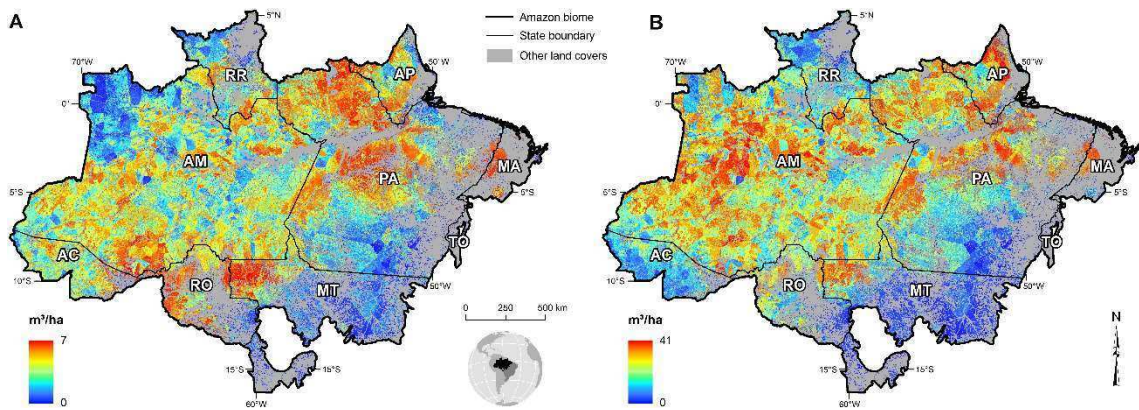 A
5°N
Amazon biome
State boundary
Other land covers
B
5°N
70°W
RR
AP
50°W
70°W
RR
AP
50°W
0°
0°
AM
PA
MA
AM
PA
MA
5°S
5°S
5°S
5°S
AC
TO
AC
TO
10°S
RO
MT
50°W
10°S
RO
MT
50°W
0 250 500 km
N
m³/ha
7
0
m³/ha
41
0
15°S
15°S
15°S
15°S
60°W
60°W